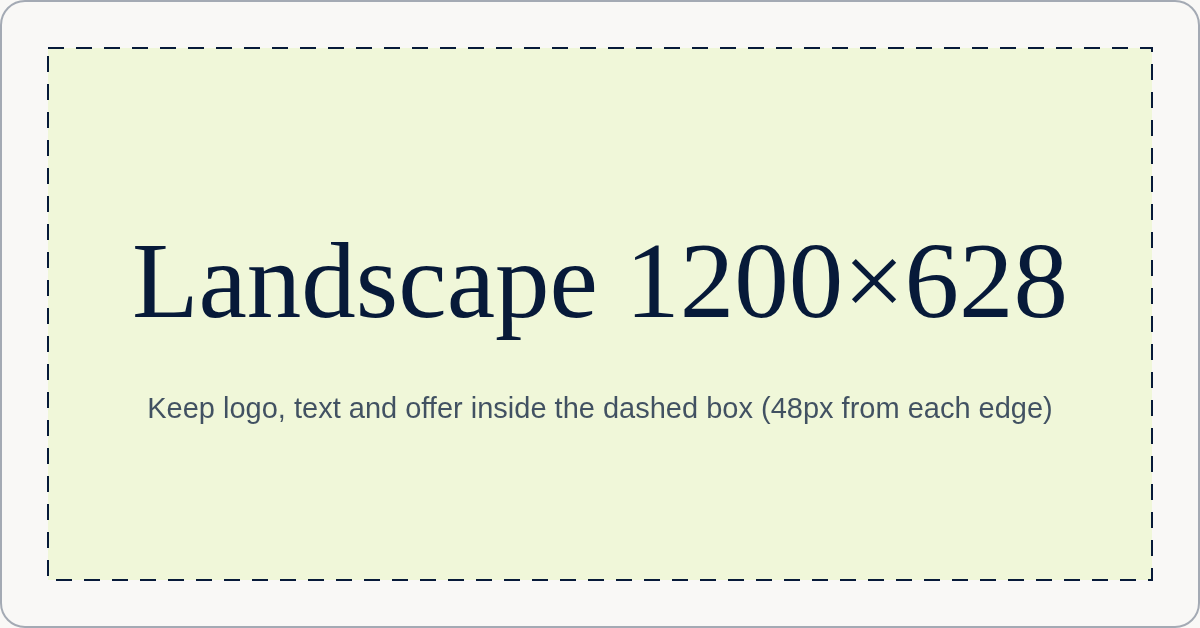 Landscape 1200×628
Keep logo, text and offer inside the dashed box (48px from each edge)